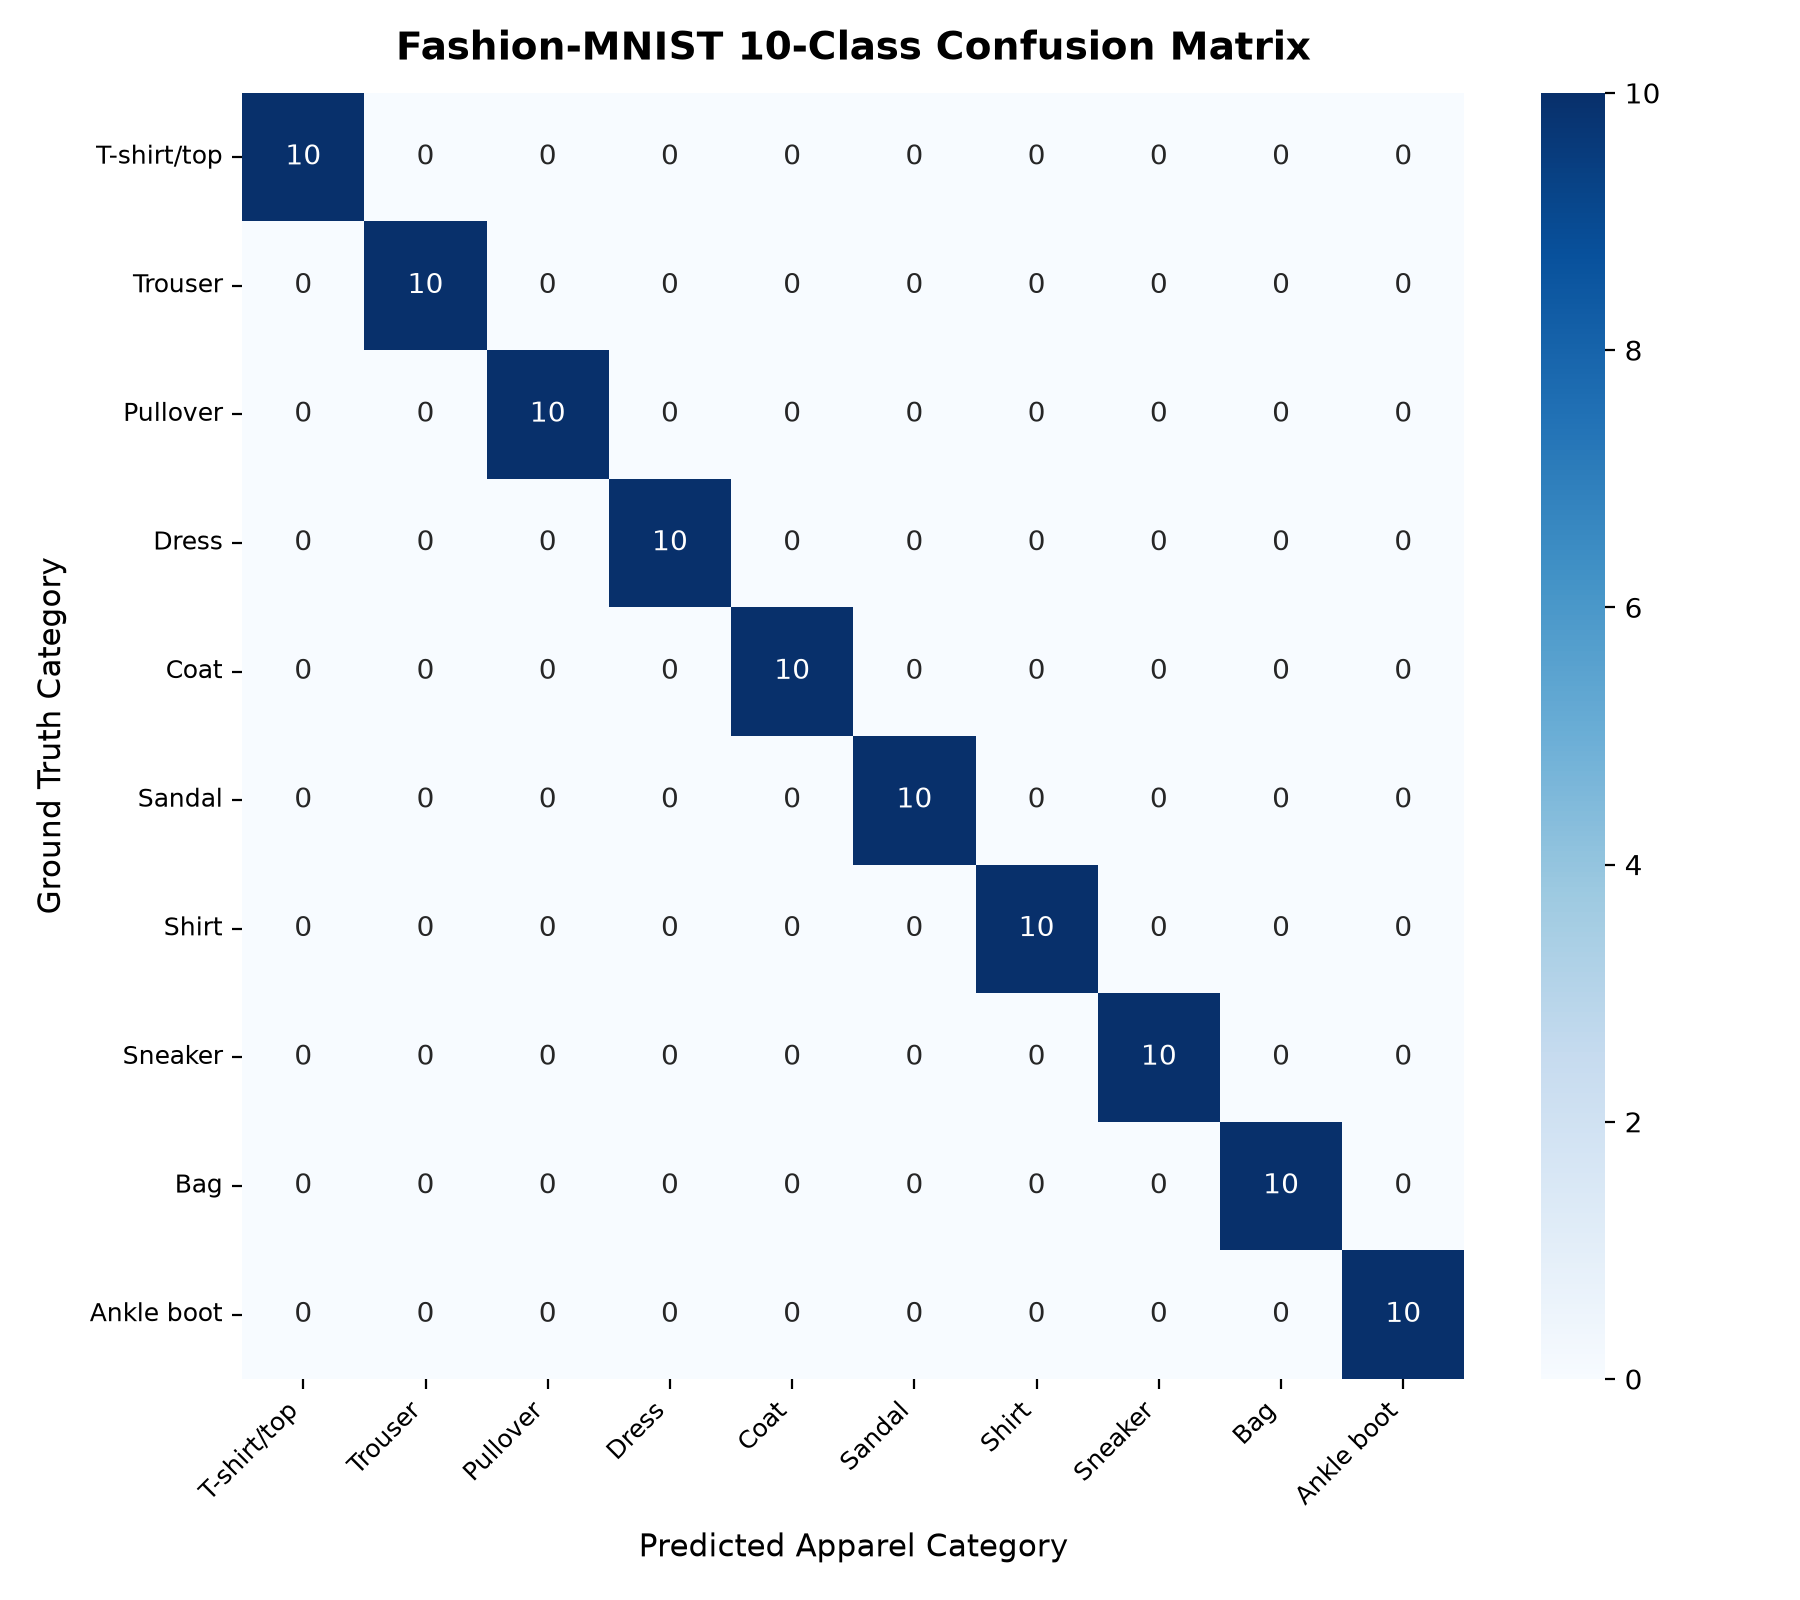 Fashion-MNIST 10-Class Confusion Matrix
T-shirt/top 10 0 0 0 0 0 0 0 0 0
Trouser 0 10 0 0 0 0 0 0 0 0
Pullover 0 0 10 0 0 0 0 0 0 0
Dress 0 0 0 10 0 0 0 0 0 0
Coat 0 0 0 0 10 0 0 0 0 0
Sandal 0 0 0 0 0 10 0 0 0 0
Shirt 0 0 0 0 0 0 10 0 0 0
Sneaker 0 0 0 0 0 0 0 10 0 0
Bag 0 0 0 0 0 0 0 0 10 0
Ankle boot 0 0 0 0 0 0 0 0 0 10
Ground Truth Category
T-shirt/top Trouser Pullover Dress Coat Sandal Shirt Sneaker Bag Ankle boot
Predicted Apparel Category
10
8
6
4
2
0